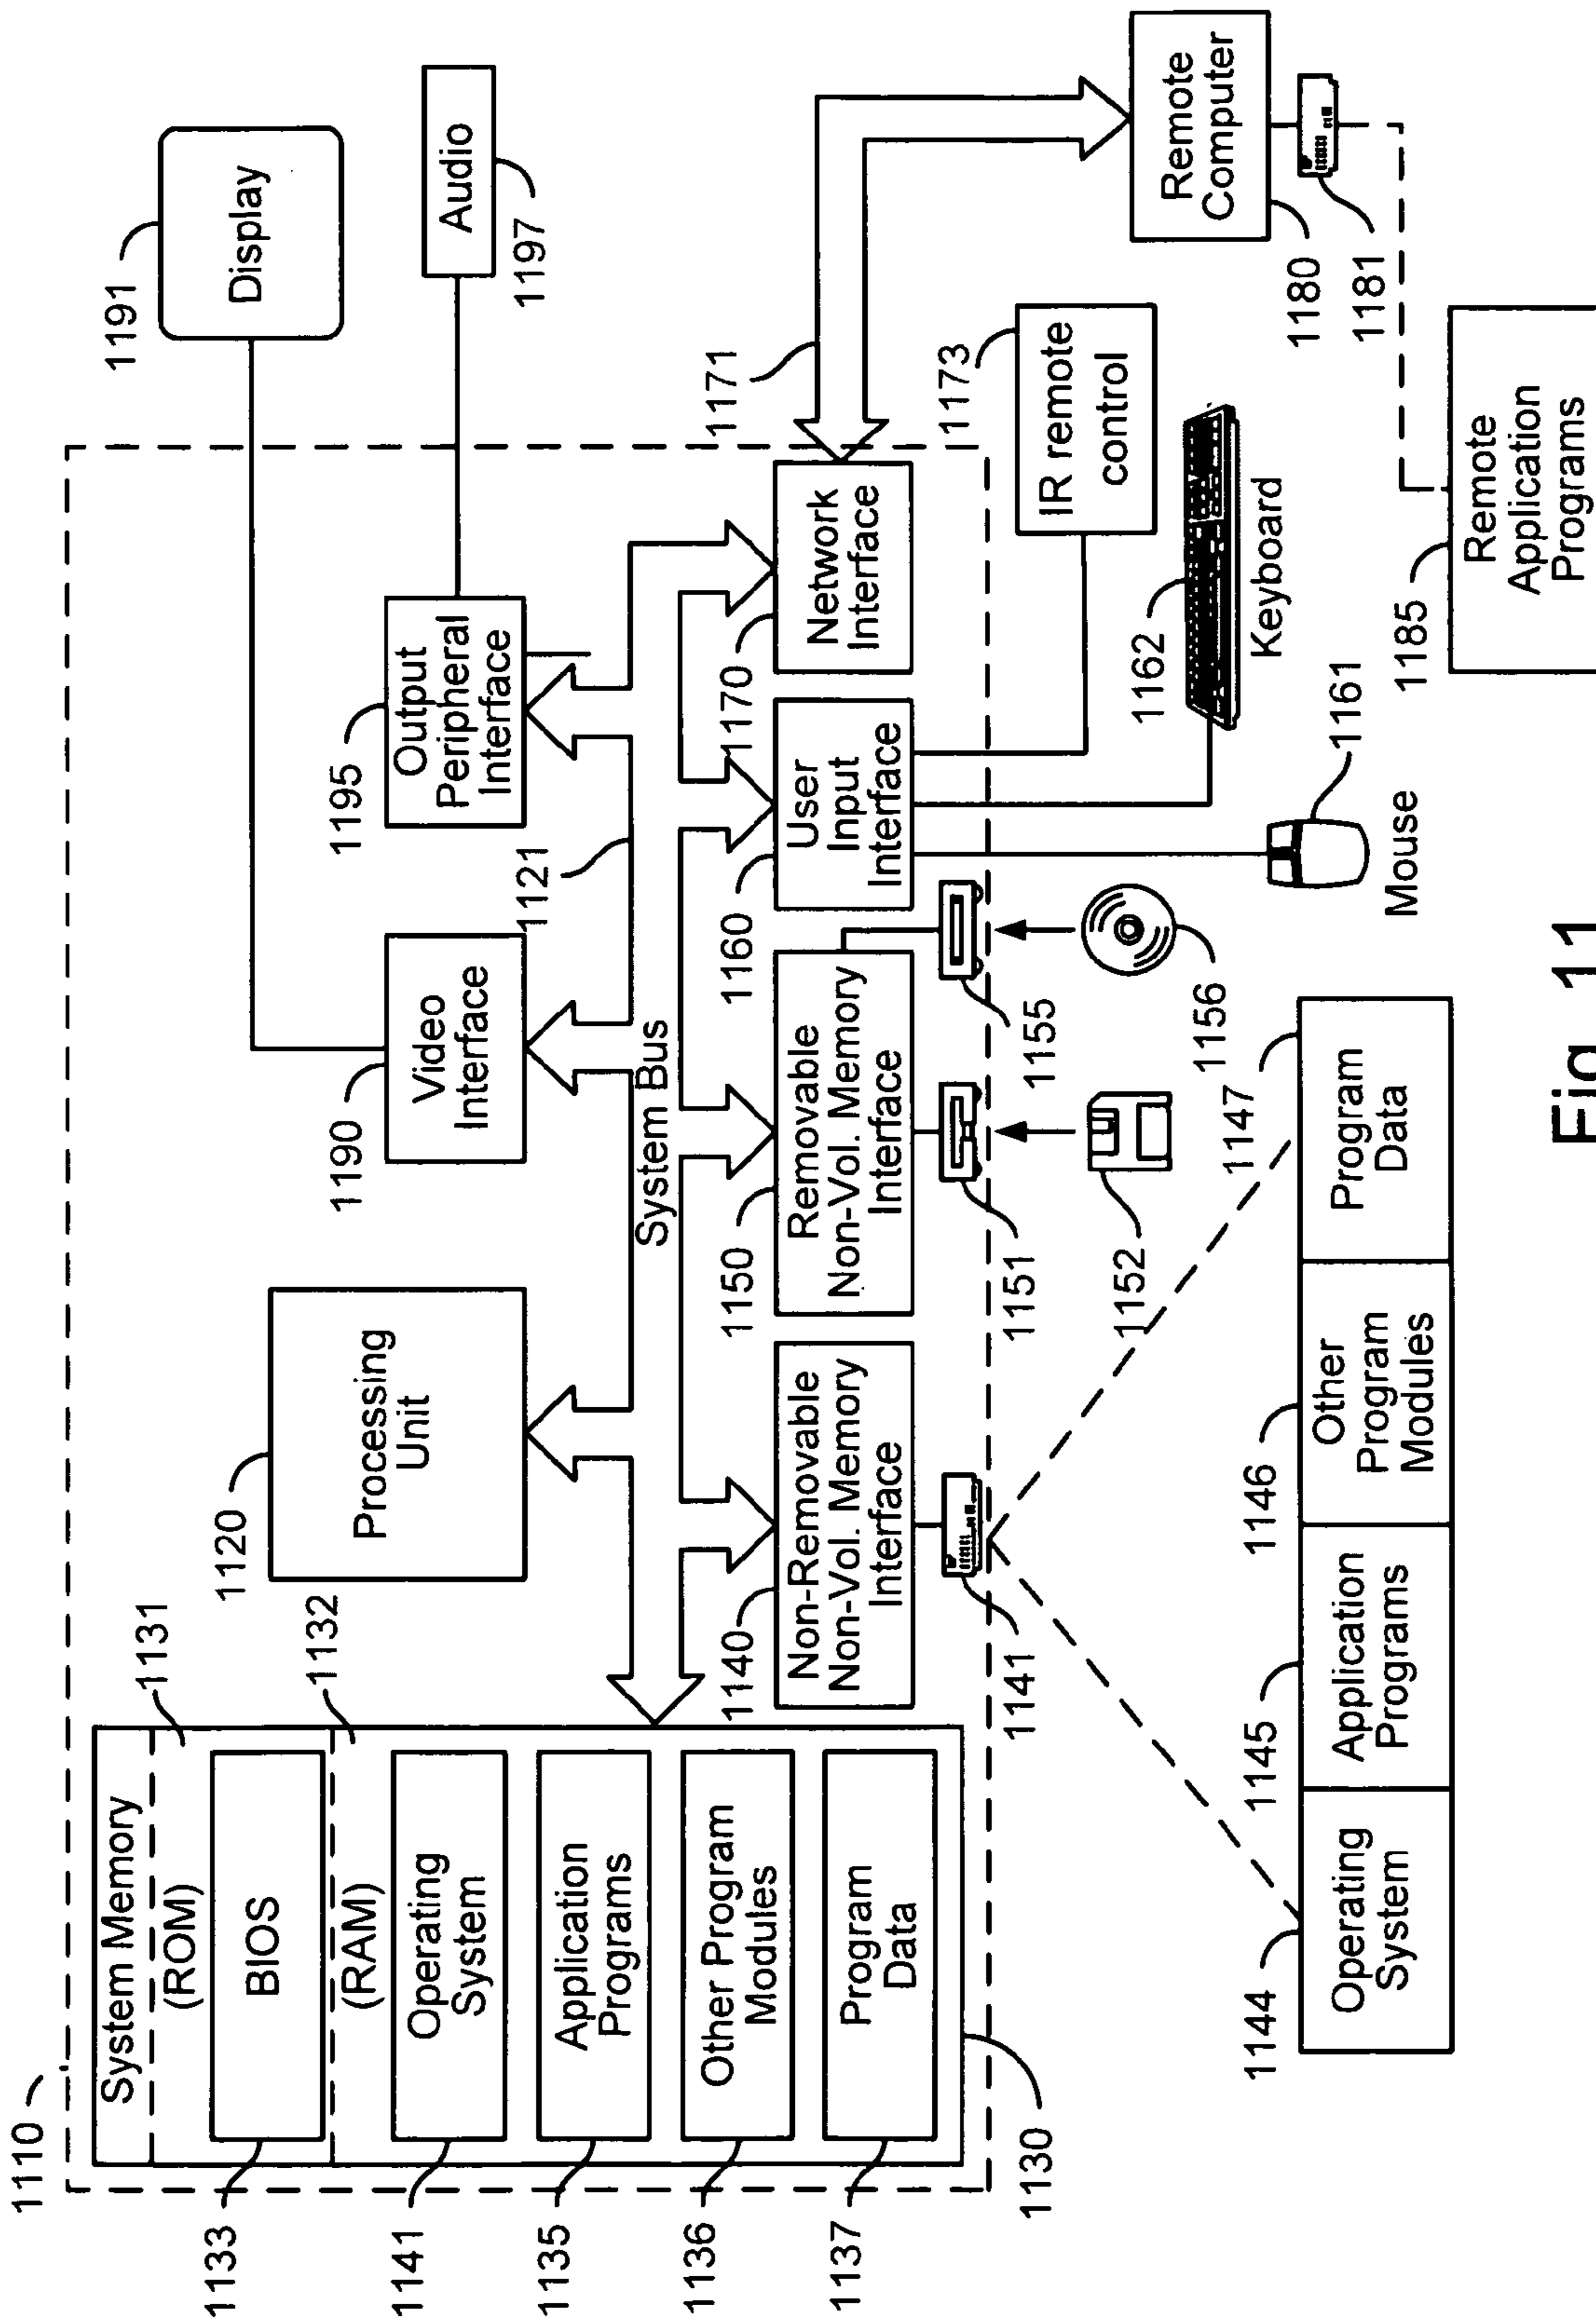 1110
1191
Display
System Memory
(ROM)
1131
BIOS
1133
(RAM)
1132
Operating
System
1141
Application
Programs
1135
Other Program
Modules
1136
Program
Data
1137
1130
1120
Processing
Unit
1190
Video
Interface
1195
Output
Peripheral
Interface
Audio
1197
1121
System Bus
1140
Non-Removable
Non-Vol. Memory
Interface
1150
Removable
Non-Vol. Memory
Interface
1160
User
Input
Interface
1170
Network
Interface
1171
1173
IR remote
control
Remote
Computer
1180
1181
1141
1151
1155
1152
1156
1162
Keyboard
1161
Mouse
1185
Remote
Application
Programs
1144
Operating
System
1145
Application
Programs
1146
Other
Program
Modules
1147
Program
Data
Fig. 11